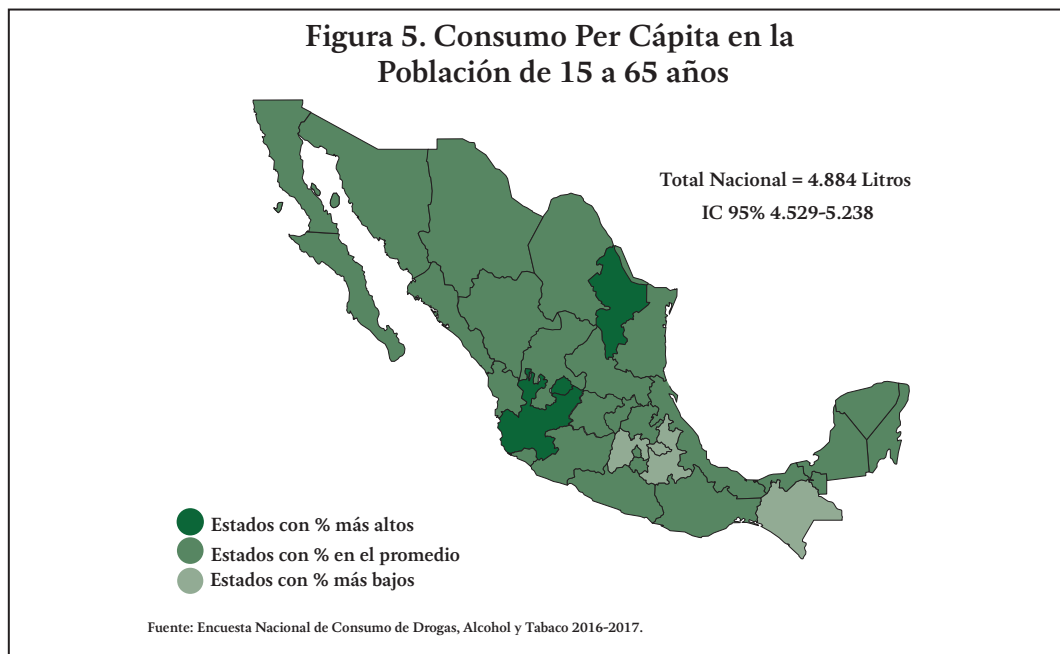 Figura 5. Consumo Per Cápita en la
Población de 15 a 65 años
Total Nacional = 4.884 Litros
IC 95% 4.529-5.238
Estados con % más altos
Estados con % en el promedio
Estados con % más bajos
Fuente: Encuesta Nacional de Consumo de Drogas, Alcohol y Tabaco 2016-2017.